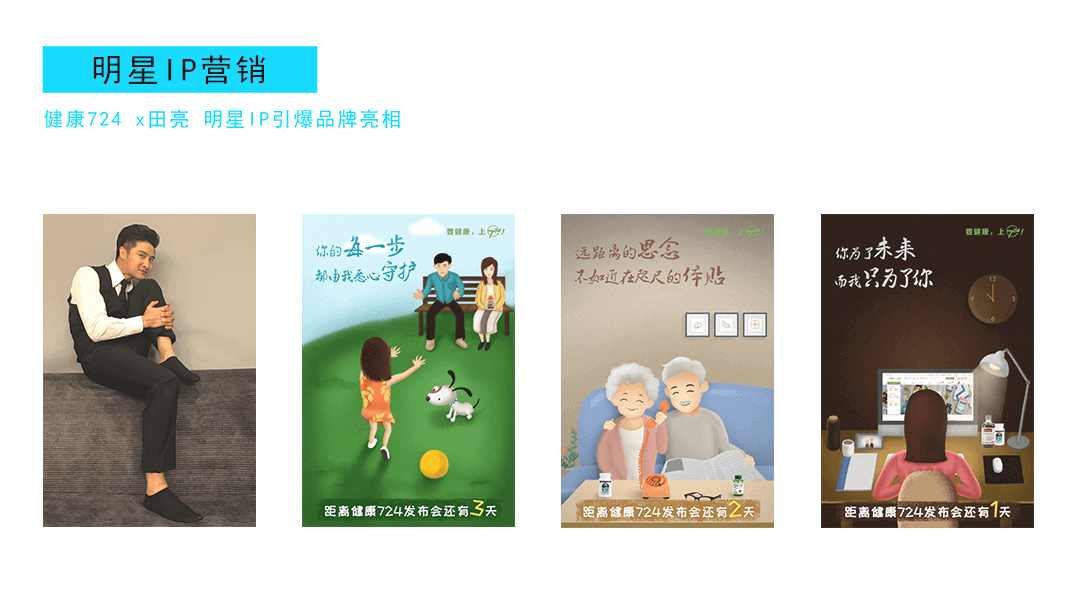 明星IP营销
健康724 x田亮 明星IP引爆品牌亮相
要健康，上724!
你的每一步
都由我悉心守护
距离健康724发布会还有3天
要健康，上724!
远距离的思念
不如近在咫尺的体贴
距离健康724发布会还有2天
要健康，上724!
你为了未来
而我只为了你
12
3
6
9
距离健康724发布会还有1天